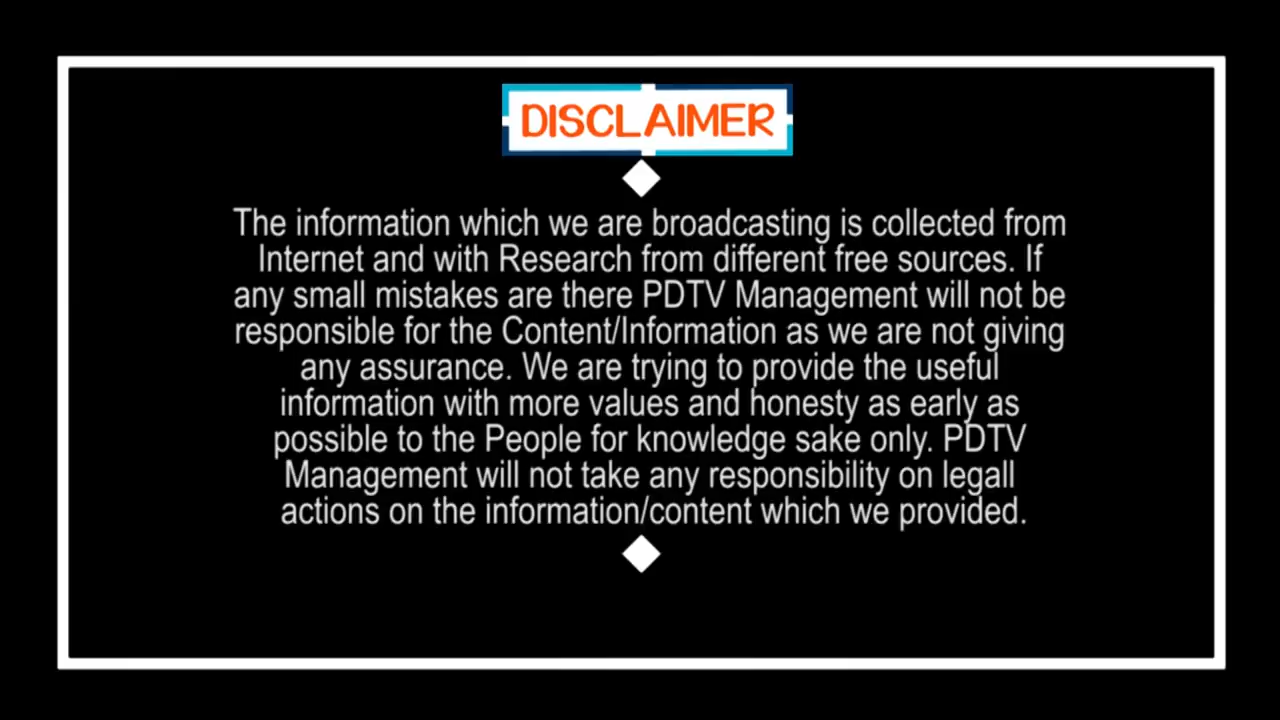 DISCLAIMER
The information which we are broadcasting is collected from
Internet and with Research from different free sources. If
any small mistakes are there PDTV Management will not be
responsible for the Content/Information as we are not giving
any assurance. We are trying to provide the useful
information with more values and honesty as early as
possible to the People for knowledge sake only. PDTV
Management will not take any responsibility on legall
actions on the information/content which we provided.